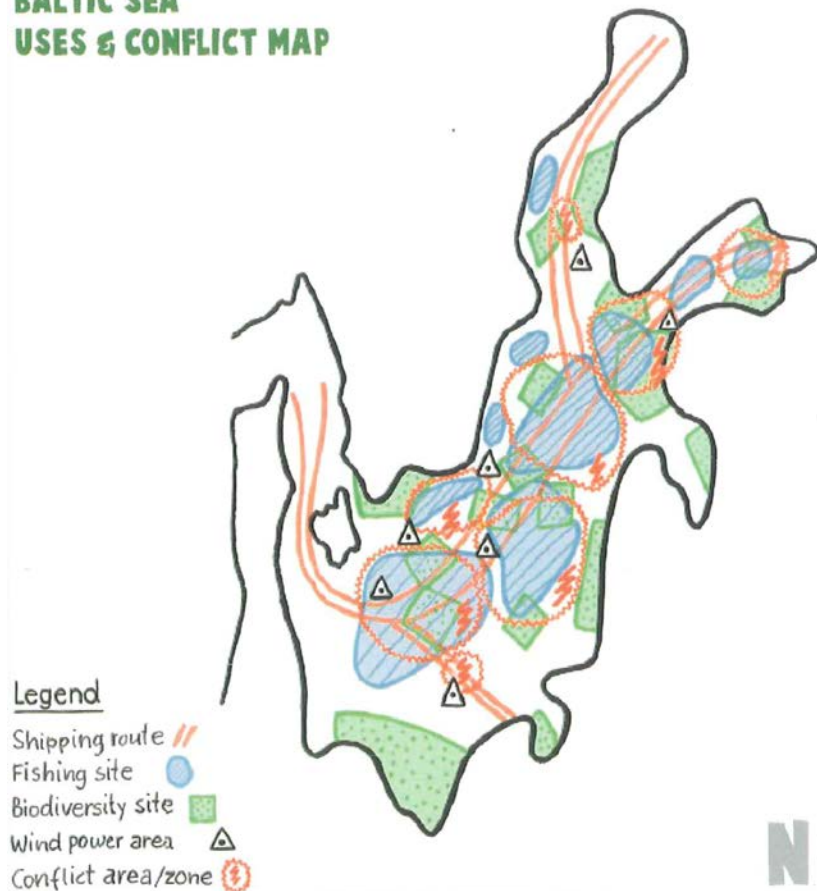 BALTIC SEA
USES & CONFLICT MAP
Legend
Shipping route
Fishing site
Biodiversity site
Wind power area
Conflict area/zone
N